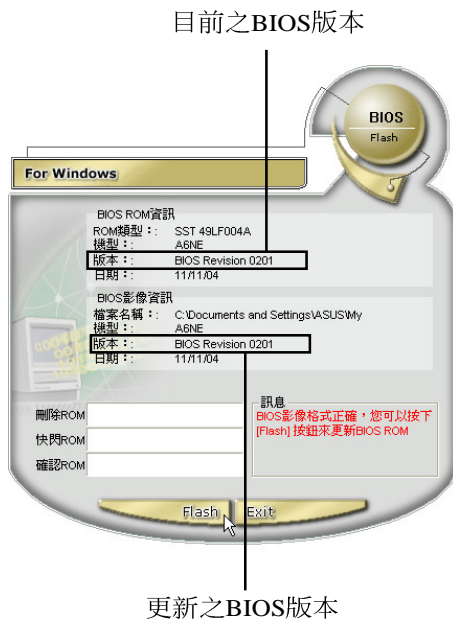 目前之BIOS版本
BIOS
Flash
For Windows
BIOS ROM資訊
ROM類型：: SST 49LF004A
機型：: A6NE
版本：: BIOS Revision 0201
日期：: 11/11/04
BIOS影像資訊
檔案名稱：: C:\Documents and Settings\ASUS\My
機型：: A6NE
版本：: BIOS Revision 0201
日期：: 11/11/04
刪除ROM
快閃ROM
確認ROM
訊息
BIOS影像格式正確，您可以按下
[Flash] 按鈕來更新BIOS ROM
Flash Exit
更新之BIOS版本